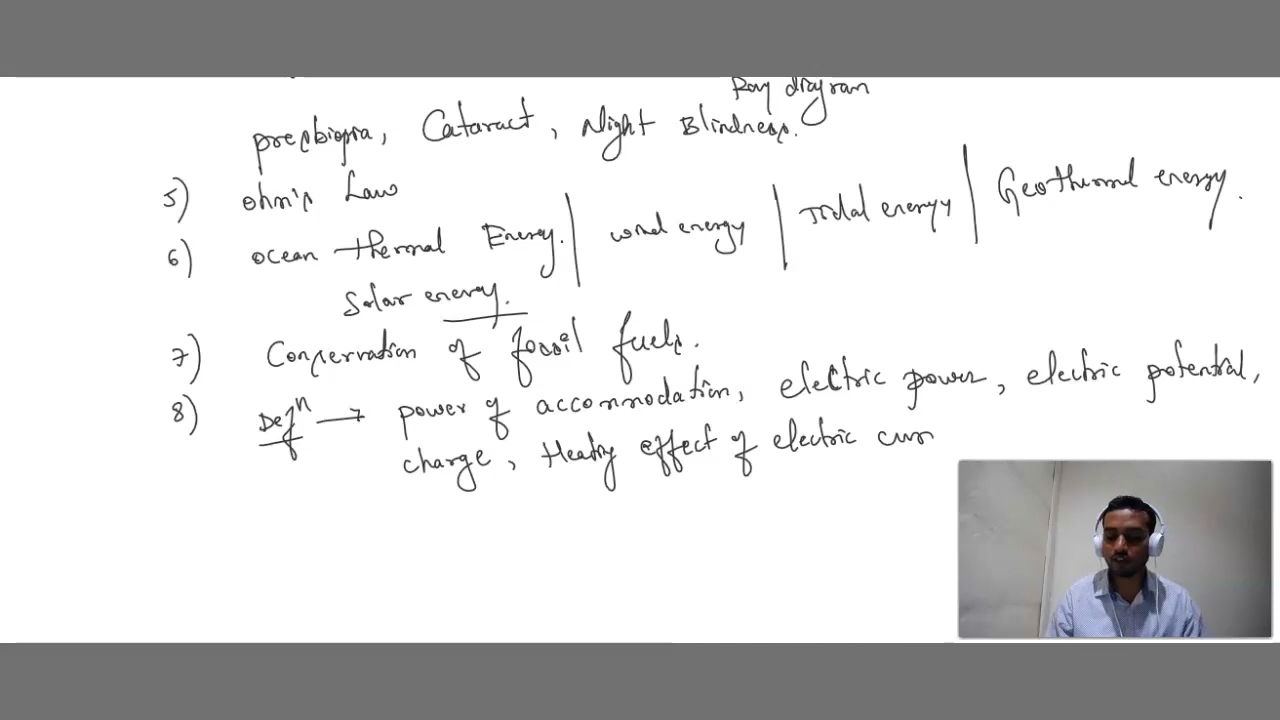 Ray diagram
presbiopia, Cataract, Night Blindness.
5) ohm's Law
6) ocean thermal Energy. | wind energy | Tidal energy | Geothermal energy.
Solar energy.
7) Conservation of fossil fuels.
8) Defⁿ → power of accommodation, electric power, electric potential,
charge, Heating effect of electric curr